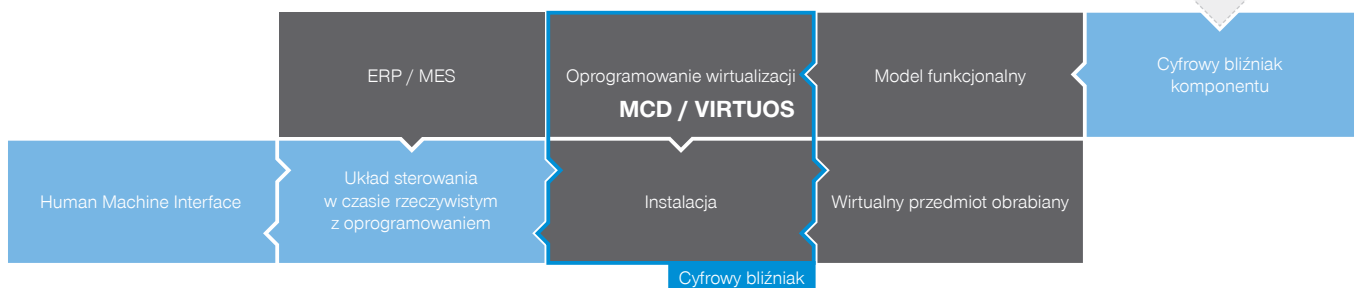 ERP / MES
Oprogramowanie wirtualizacji
MCD / VIRTUOS
Model funkcjonalny
Cyfrowy bliźniak
komponentu
Human Machine Interface
Układ sterowania
w czasie rzeczywistym
z oprogramowaniem
Instalacja
Wirtualny przedmiot obrabiany
Cyfrowy bliźniak